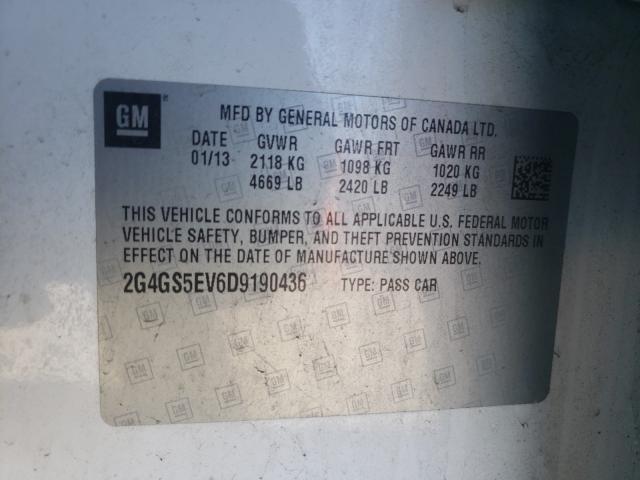 GM
MFD BY GENERAL MOTORS OF CANADA LTD.
DATE GVWR GAWR FRT GAWR RR
01/13 2118 KG 1098 KG 1020 KG
4669 LB 2420 LB 2249 LB
THIS VEHICLE CONFORMS TO ALL APPLICABLE U.S. FEDERAL MOTOR
VEHICLE SAFETY, BUMPER, AND THEFT PREVENTION STANDARDS IN
EFFECT ON THE DATE OF MANUFACTURE SHOWN ABOVE.
2G4GS5EV6D9190436 TYPE: PASS CAR